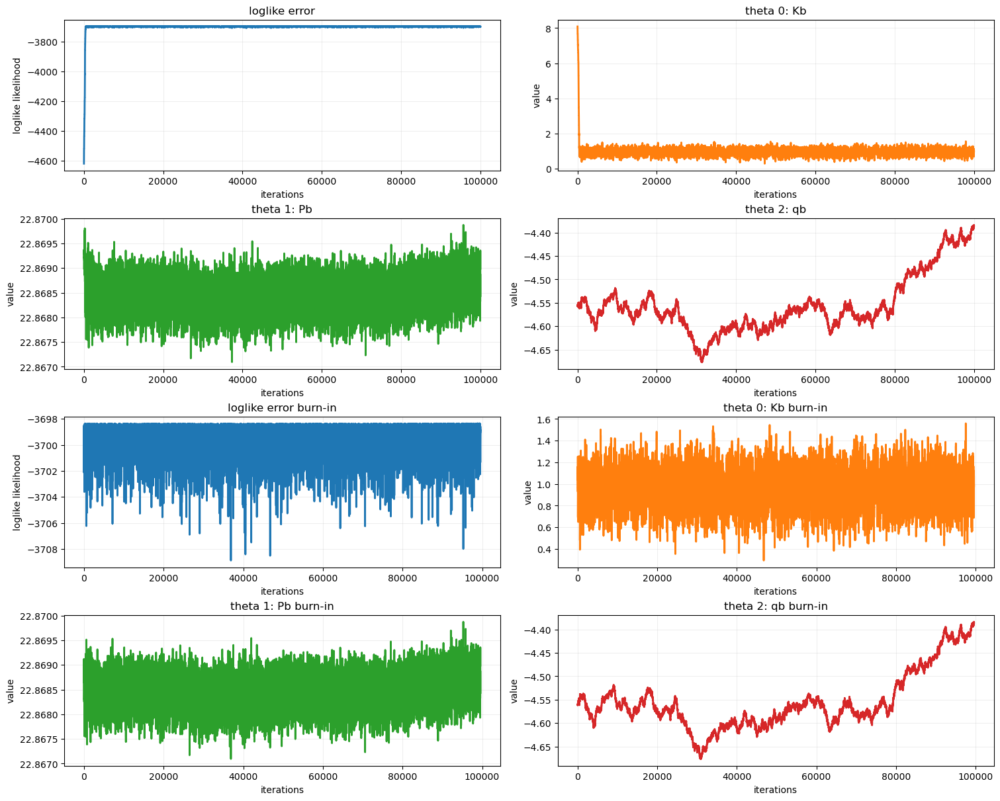 loglike error
loglike likelihood
−3800
−4000
−4200
−4400
−4600
0 20000 40000 60000 80000 100000
iterations
theta 0: Kb
value
8
6
4
2
0
0 20000 40000 60000 80000 100000
iterations
theta 1: Pb
value
22.8700
22.8695
22.8690
22.8685
22.8680
22.8675
22.8670
0 20000 40000 60000 80000 100000
iterations
theta 2: qb
value
−4.40
−4.45
−4.50
−4.55
−4.60
−4.65
0 20000 40000 60000 80000 100000
iterations
loglike error burn-in
loglike likelihood
−3698
−3700
−3702
−3704
−3706
−3708
0 20000 40000 60000 80000 100000
iterations
theta 0: Kb burn-in
value
1.6
1.4
1.2
1.0
0.8
0.6
0.4
0 20000 40000 60000 80000 100000
iterations
theta 1: Pb burn-in
value
22.8700
22.8695
22.8690
22.8685
22.8680
22.8675
22.8670
0 20000 40000 60000 80000 100000
iterations
theta 2: qb burn-in
value
−4.40
−4.45
−4.50
−4.55
−4.60
−4.65
0 20000 40000 60000 80000 100000
iterations